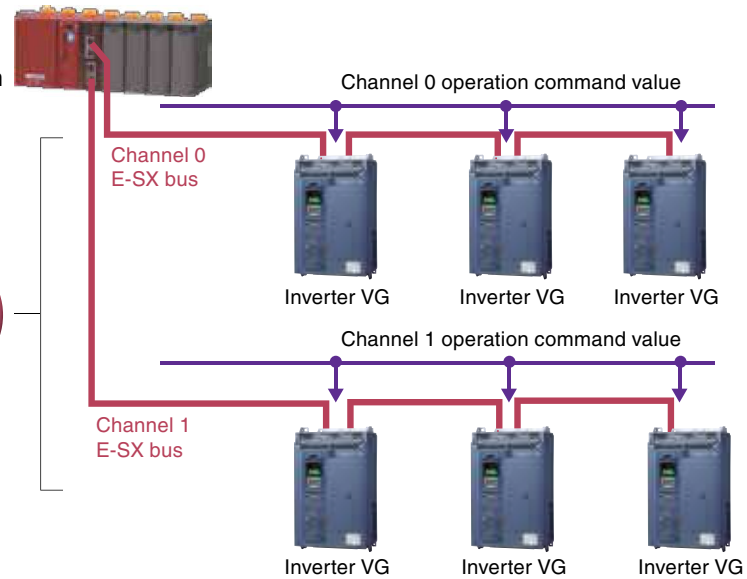 Channel 0 operation command value
Channel 0
E-SX bus
Inverter VG
Inverter VG
Inverter VG
Channel 1 operation command value
Channel 1
E-SX bus
Inverter VG
Inverter VG
Inverter VG